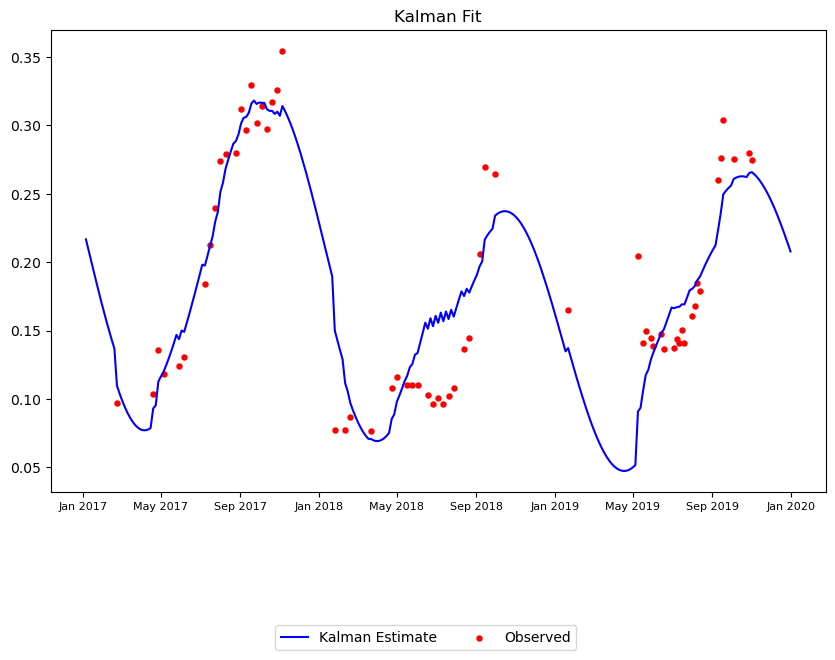 Kalman Fit
0.35
0.30
0.25
0.20
0.15
0.10
0.05
Jan 2017 May 2017 Sep 2017 Jan 2018 May 2018 Sep 2018 Jan 2019 May 2019 Sep 2019 Jan 2020
Kalman Estimate Observed